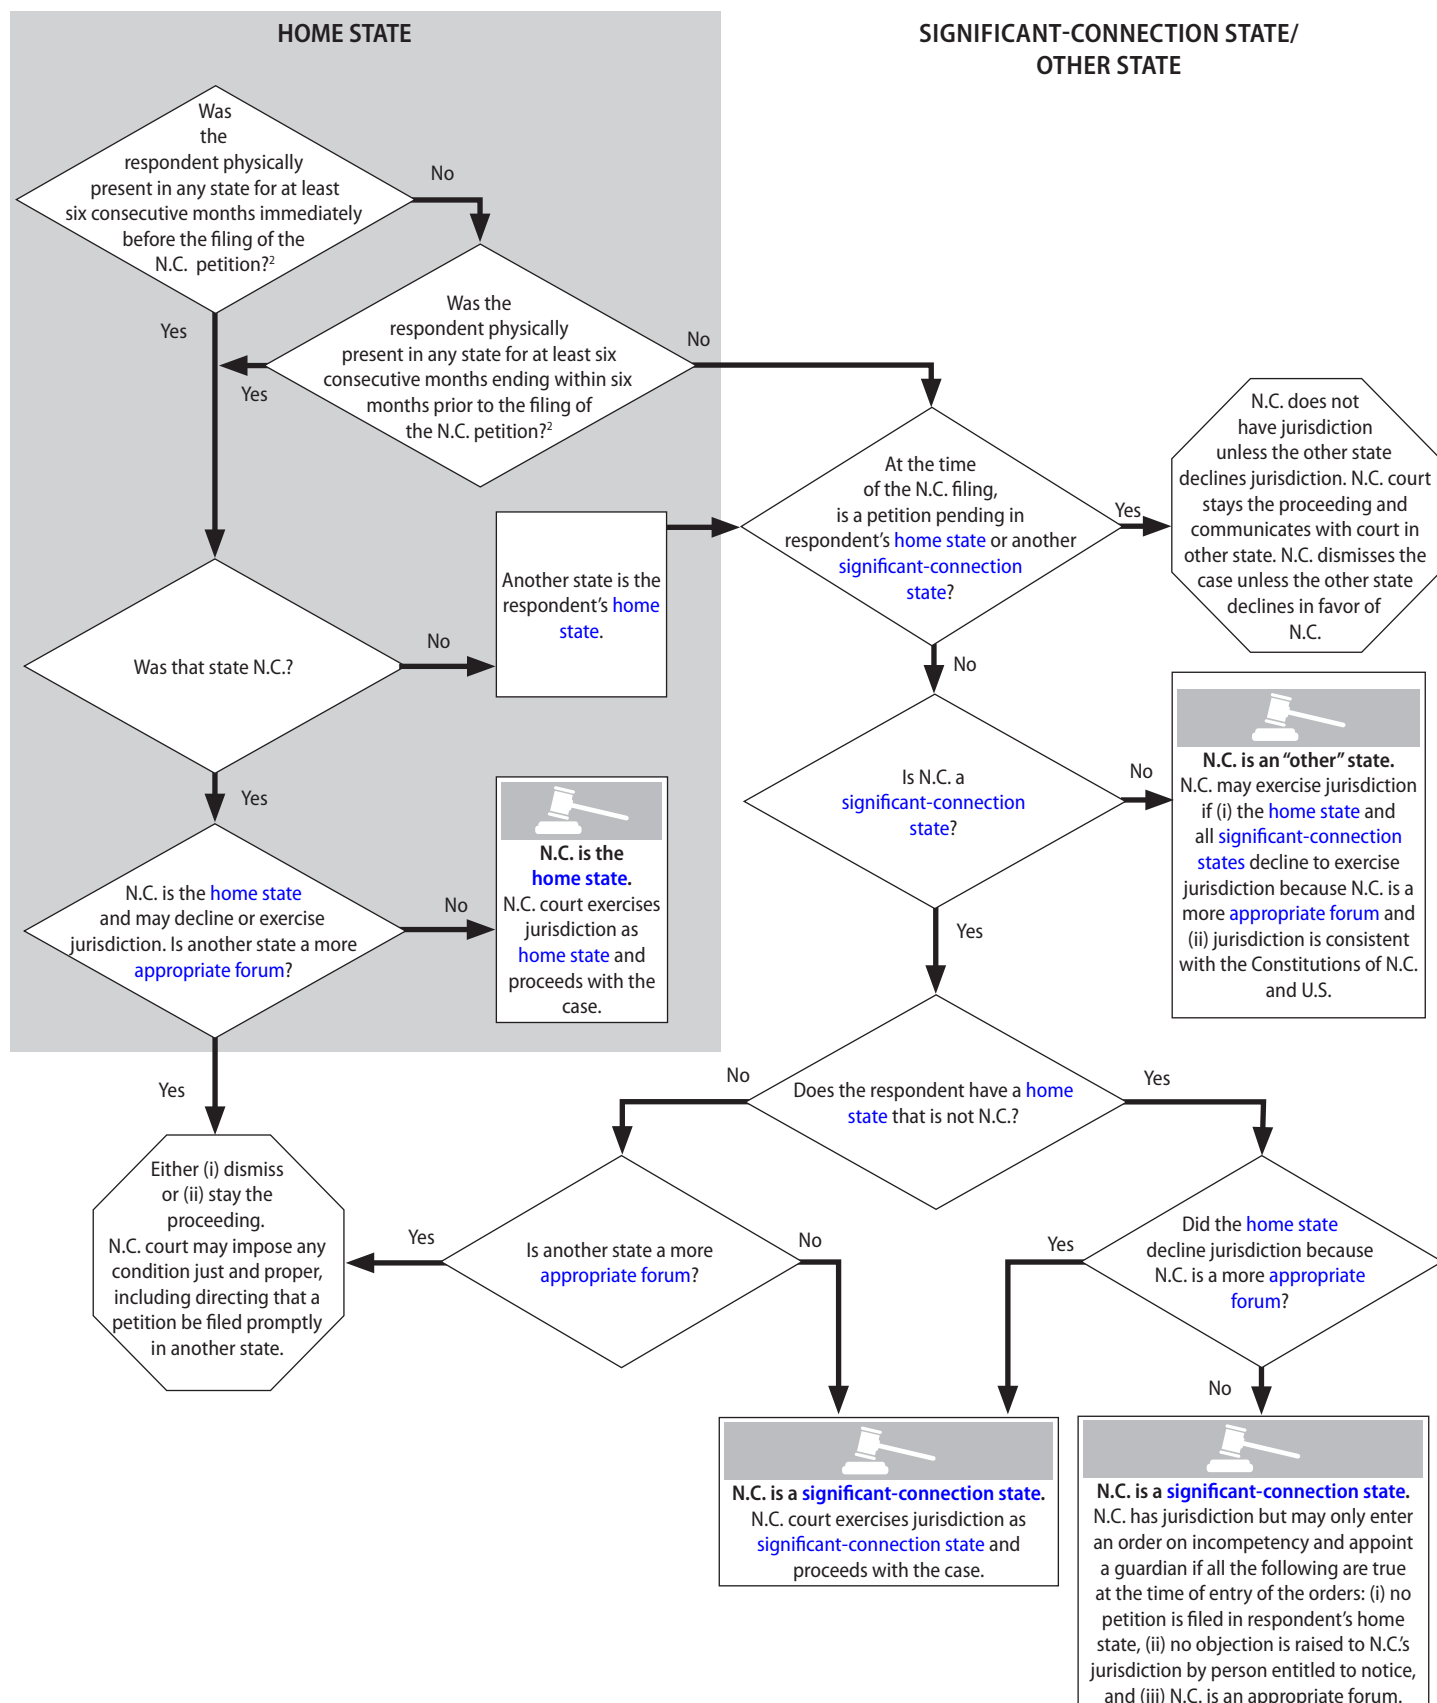 HOME STATE
SIGNIFICANT-CONNECTION STATE/
OTHER STATE
Was
the
respondent physically
present in any state for at least
six consecutive months immediately
before the filing of the
N.C. petition?2
No
Yes
Was the
respondent physically
present in any state for at least six
consecutive months ending within six
months prior to the filing of
the N.C. petition?2
No
Yes
At the time
of the N.C. filing,
is a petition pending in
respondent's home state or another
significant-connection
state?
Yes
N.C. does not
have jurisdiction
unless the other state
declines jurisdiction. N.C. court
stays the proceeding and
communicates with court in
other state. N.C. dismisses the
case unless the other state
declines in favor of
N.C.
Another state is the
respondent's home
state.
Was that state N.C.?
No
No
Yes
Is N.C. a
significant-connection
state?
No
N.C. is an "other" state.
N.C. may exercise jurisdiction
if (i) the home state and
all significant-connection
states decline to exercise
jurisdiction because N.C. is a
more appropriate forum and
(ii) jurisdiction is consistent
with the Constitutions of N.C.
and U.S.
N.C. is the home state
and may decline or exercise
jurisdiction. Is another state a more
appropriate forum?
No
N.C. is the
home state.
N.C. court exercises
jurisdiction as
home state and
proceeds with the
case.
Yes
Yes
Does the respondent have a home
state that is not N.C.?
No
Yes
Either (i) dismiss
or (ii) stay the
proceeding.
N.C. court may impose any
condition just and proper,
including directing that a
petition be filed promptly
in another state.
Yes
Is another state a more
appropriate forum?
No
Yes
Did the home state
decline jurisdiction because
N.C. is a more appropriate
forum?
No
N.C. is a significant-connection state.
N.C. court exercises jurisdiction as
significant-connection state and
proceeds with the case.
N.C. is a significant-connection state.
N.C. has jurisdiction but may only enter
an order on incompetency and appoint
a guardian if all the following are true
at the time of entry of the orders: (i) no
petition is filed in respondent's home
state, (ii) no objection is raised to N.C.'s
jurisdiction by person entitled to notice,
and (iii) N.C. is an appropriate forum.